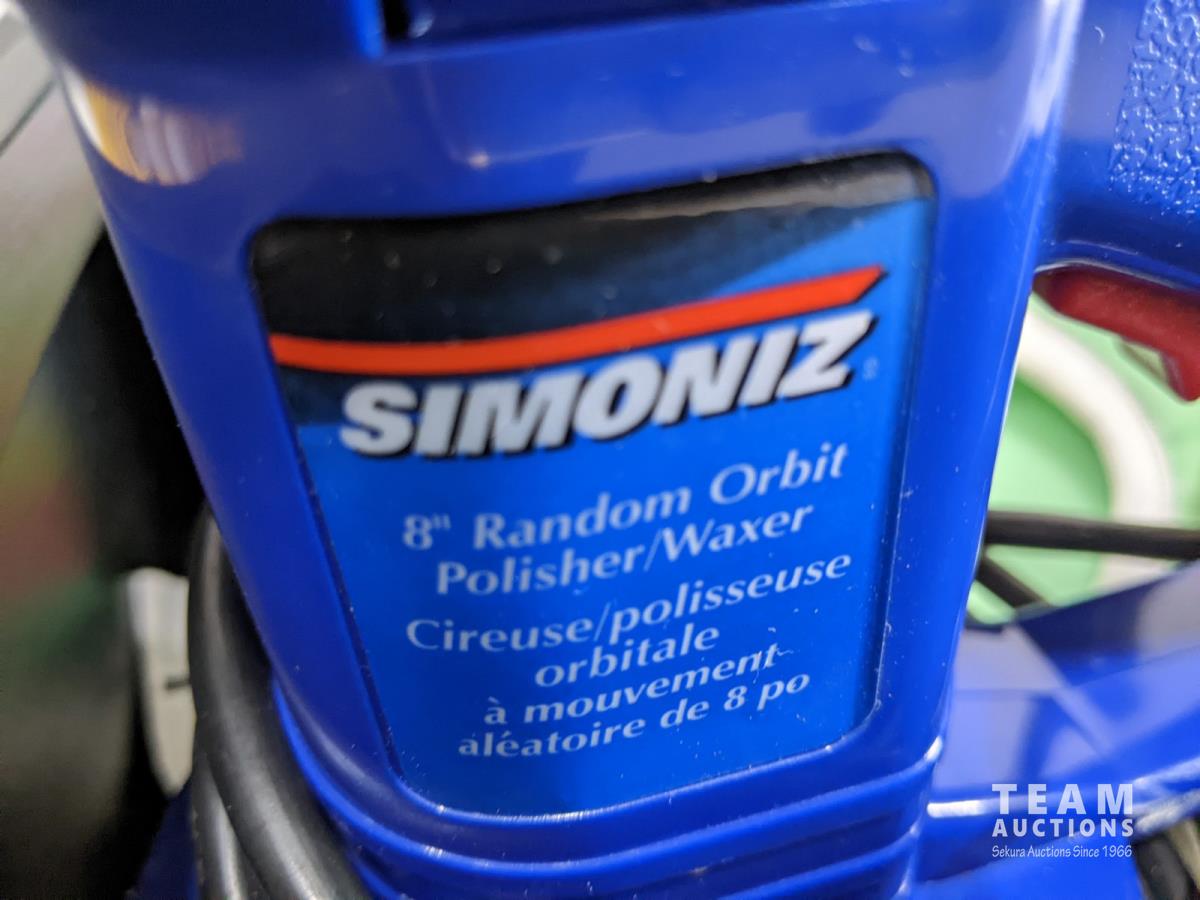 SIMONIZ
8" Random Orbit
Polisher/Waxer
Cireuse/polisseuse
orbitale
à mouvement
aléatoire de 8 po
TEAM
AUCTIONS
Sekura Auctions Since 1966